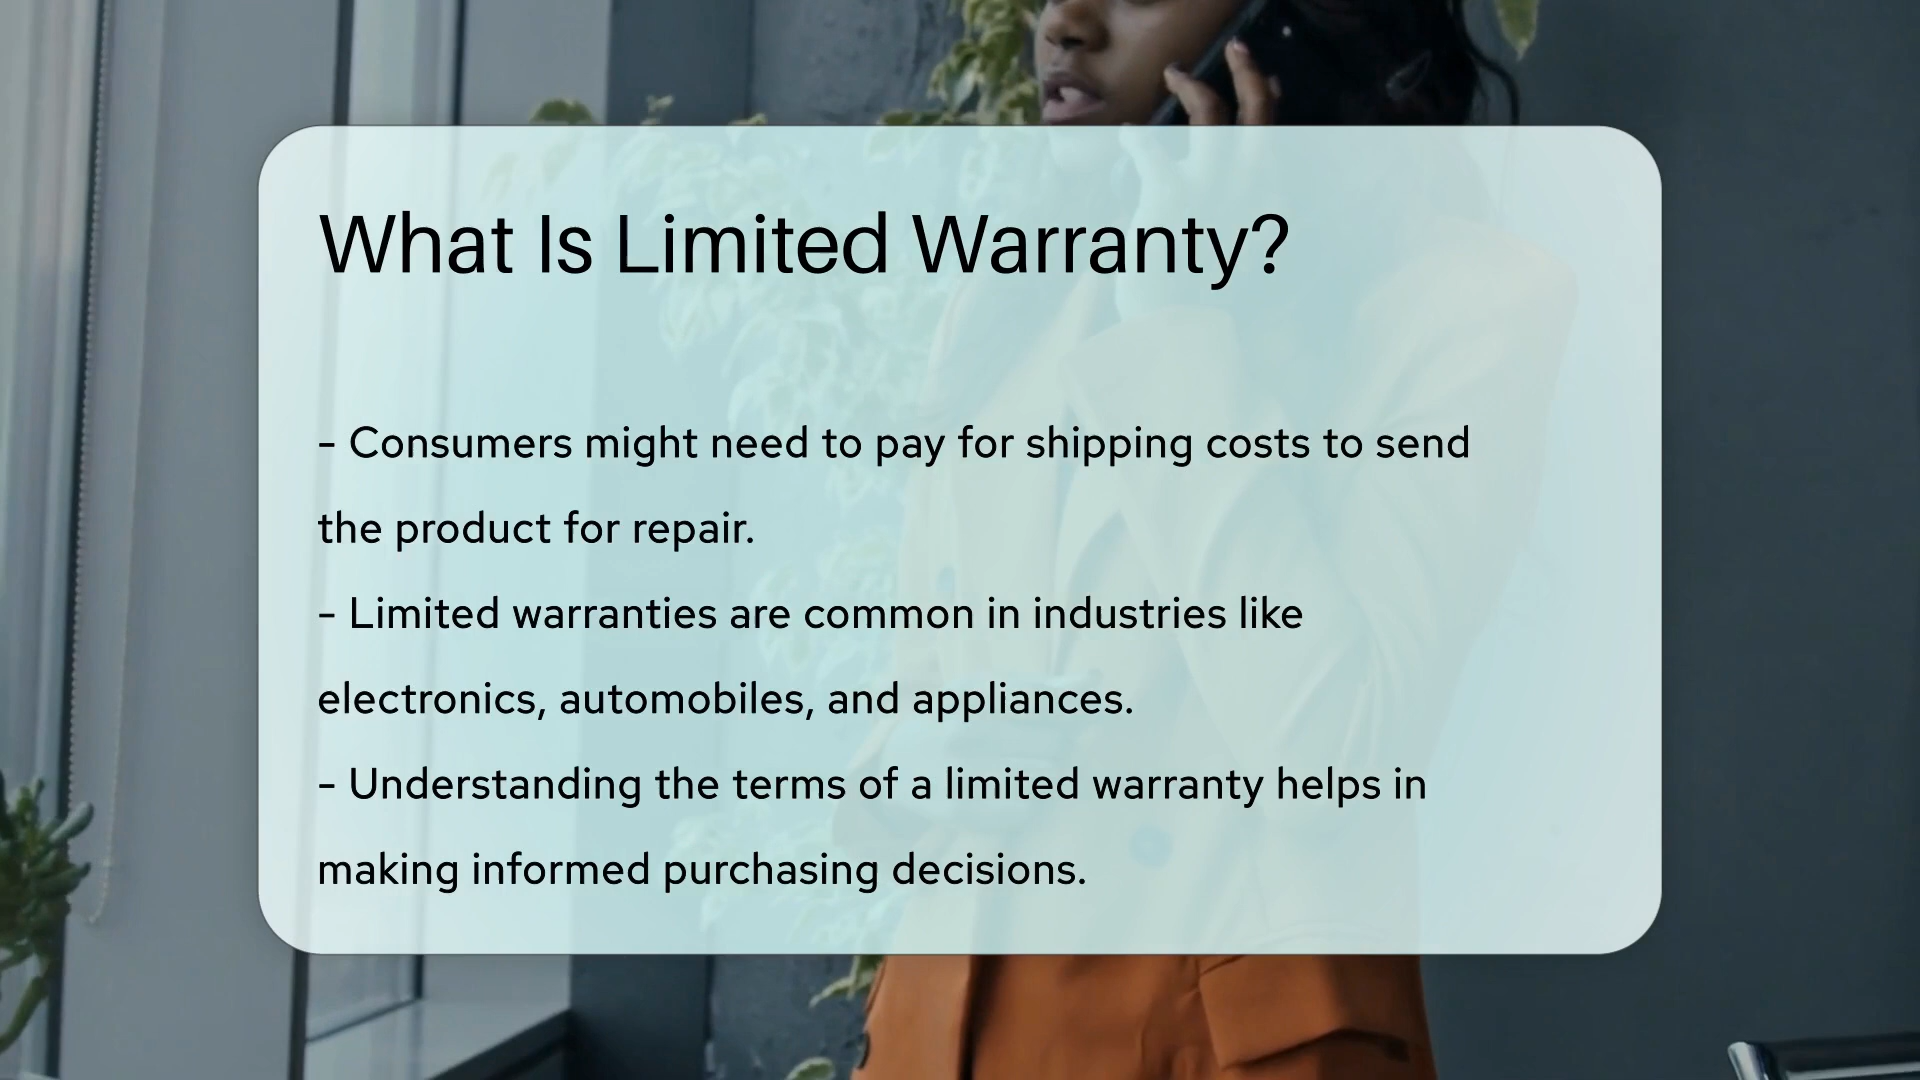 What Is Limited Warranty?
- Consumers might need to pay for shipping costs to send
the product for repair.
- Limited warranties are common in industries like
electronics, automobiles, and appliances.
- Understanding the terms of a limited warranty helps in
making informed purchasing decisions.